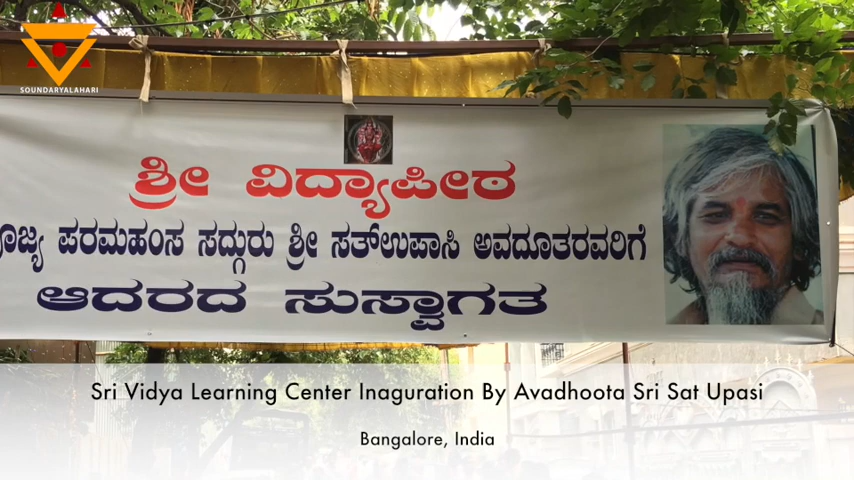 SOUNDARYALAHARI
ಶ್ರೀ ವಿದ್ಯಾಪೀಠ
ಪರಮಹಂಸ ಸದ್ಗುರು ಶ್ರೀ ಸತ್‌ಉಪಾಸಿ ಅವದೂತರವರಿಗೆ
ಆದರದ ಸುಸ್ವಾಗತ
Sri Vidya Learning Center Inaguration By Avadhoota Sri Sat Upasi
Bangalore, India